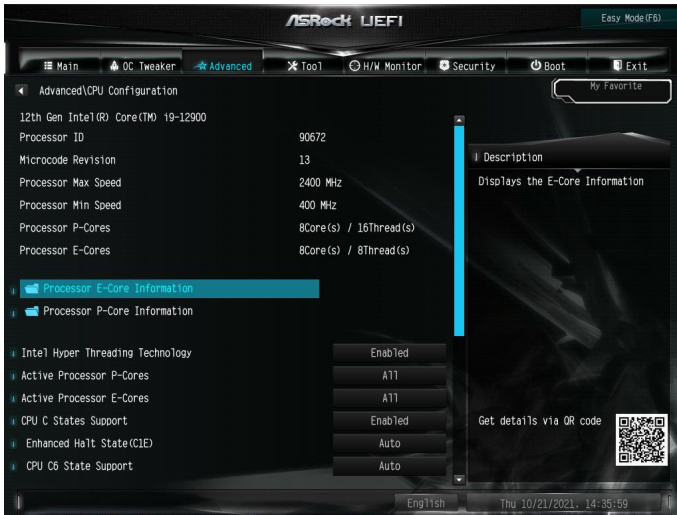 ASRock UEFI
Easy Mode(F6)
Main OC Tweaker Advanced Tool H/W Monitor Security Boot Exit
Advanced\CPU Configuration
My Favorite
12th Gen Intel(R) Core(TM) i9-12900
Processor ID 90672
Microcode Revision 13
Processor Max Speed 2400 MHz
Processor Min Speed 400 MHz
Processor P-Cores 8Core(s) / 16Thread(s)
Processor E-Cores 8Core(s) / 8Thread(s)
Processor E-Core Information
Processor P-Core Information
Intel Hyper Threading Technology Enabled
Active Processor P-Cores All
Active Processor E-Cores All
CPU C States Support Enabled
Enhanced Halt State(C1E) Auto
CPU C6 State Support Auto
Description
Displays the E-Core Information
Get details via QR code
English
Thu 10/21/2021. 14:35:59